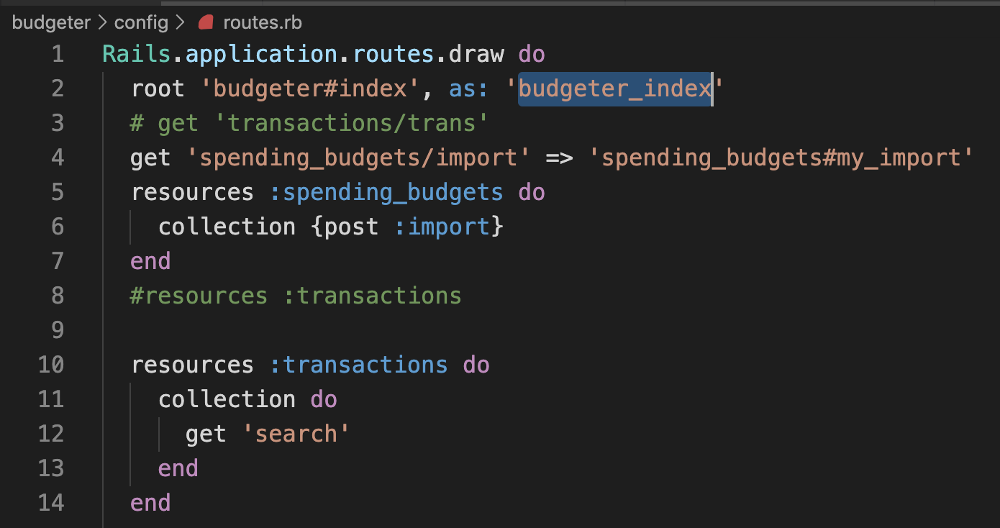 budgeter > config > routes.rb
1 Rails.application.routes.draw do
2 root 'budgeter#index', as: 'budgeter_index'
3 # get 'transactions/trans'
4 get 'spending_budgets/import' => 'spending_budgets#my_import'
5 resources :spending_budgets do
6 collection {post :import}
7 end
8 #resources :transactions
9
10 resources :transactions do
11 collection do
12 get 'search'
13 end
14 end